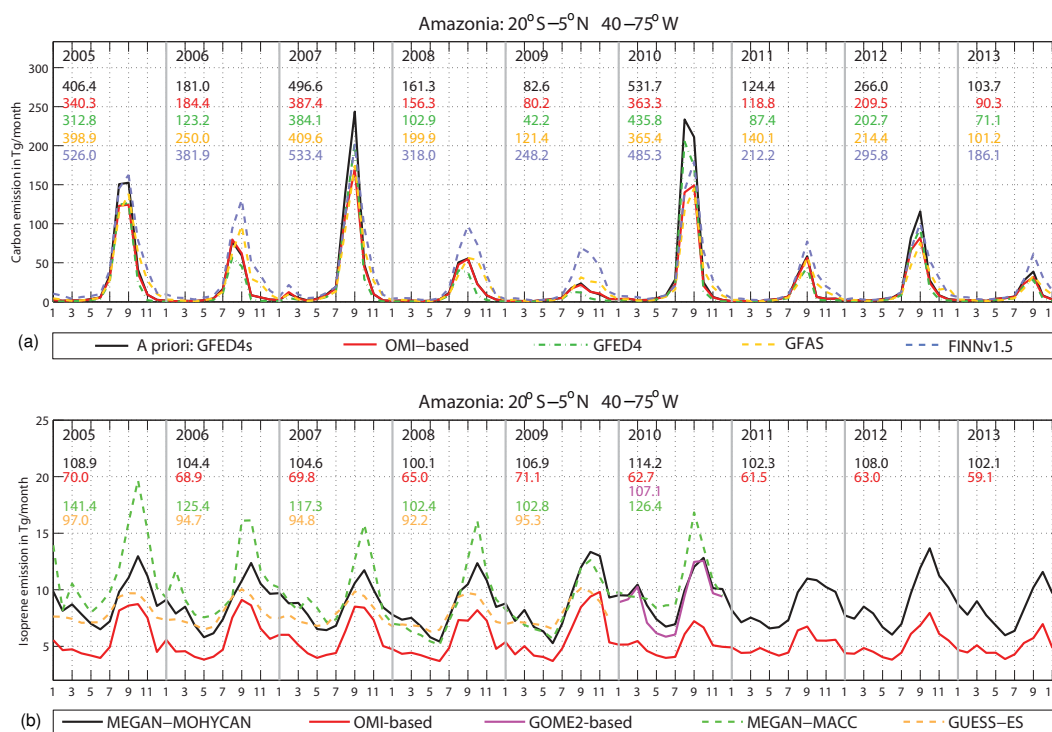 Amazonia: 20°S−5°N 40−75°W
2005 2006 2007 2008 2009 2010 2011 2012 2013
406.4 181.0 496.6 161.3 82.6 531.7 124.4 266.0 103.7
340.3 184.4 387.4 156.3 80.2 363.3 118.8 209.5 90.3
312.8 123.2 384.1 102.9 42.2 435.8 87.4 202.7 71.1
398.9 250.0 409.6 199.9 121.4 365.4 140.1 214.4 101.2
526.0 381.9 533.4 318.0 248.2 485.3 212.2 295.8 186.1
Carbon emission in Tg/month
300
250
200
150
100
50
0
1 3 5 7 9 11 1 3 5 7 9 11 1 3 5 7 9 11 1 3 5 7 9 11 1 3 5 7 9 11 1 3 5 7 9 11 1 3 5 7 9 11 1 3 5 7 9 11 1 3 5 7 9 1
(a)
A priori: GFED4s OMI−based GFED4 GFAS FINNv1.5
Amazonia: 20°S−5°N 40−75°W
2005 2006 2007 2008 2009 2010 2011 2012 2013
108.9 104.4 104.6 100.1 106.9 114.2 102.3 108.0 102.1
70.0 68.9 69.8 65.0 71.1 62.7 61.5 63.0 59.1
107.1
141.4 125.4 117.3 102.4 102.8 126.4
97.0 94.7 94.8 92.2 95.3
Isoprene emission in Tg/month
25
20
15
10
5
1 3 5 7 9 11 1 3 5 7 9 11 1 3 5 7 9 11 1 3 5 7 9 11 1 3 5 7 9 11 1 3 5 7 9 11 1 3 5 7 9 11 1 3 5 7 9 11 1 3 5 7 9 1
(b)
MEGAN−MOHYCAN OMI-based GOME2-based MEGAN−MACC GUESS−ES